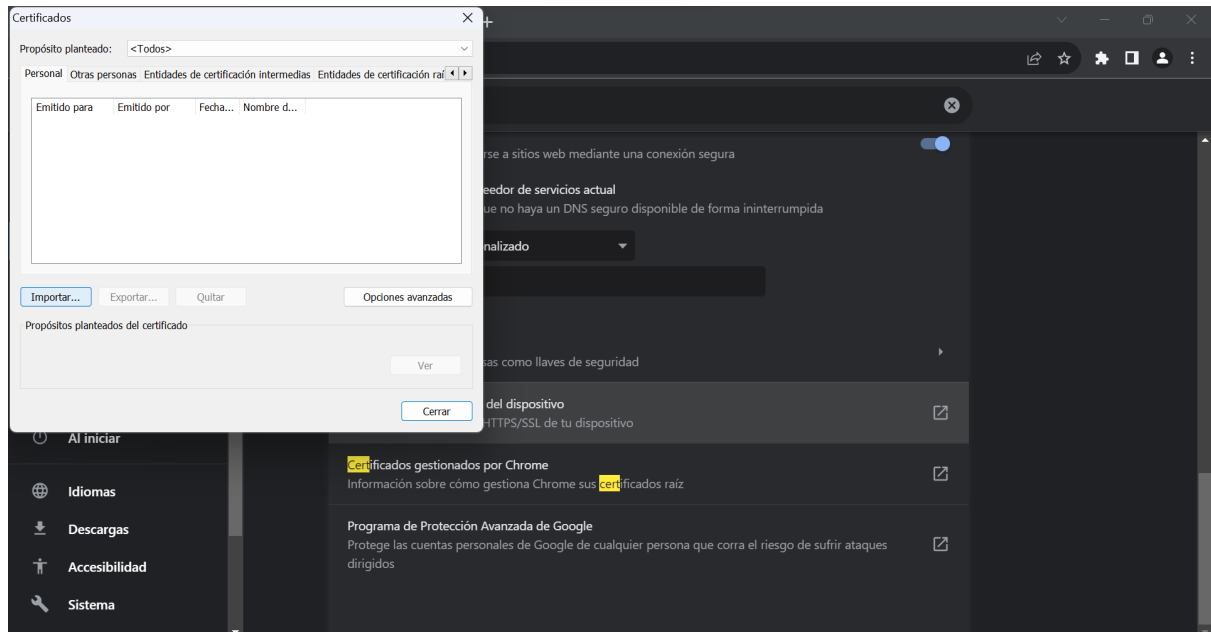 Certificados
Propósito planteado: <Todos>
Personal Otras personas Entidades de certificación intermedias Entidades de certificación raí
Emitido para Emitido por Fecha... Nombre d...
Importar... Exportar... Quitar Opciones avanzadas
Propósitos planteados del certificado
Ver
Cerrar
rse a sitios web mediante una conexión segura
eedor de servicios actual
ue no haya un DNS seguro disponible de forma ininterrumpida
nalizado
sas como llaves de seguridad
del dispositivo
HTTPS/SSL de tu dispositivo
Certificados gestionados por Chrome
Información sobre cómo gestiona Chrome sus certificados raíz
Programa de Protección Avanzada de Google
Protege las cuentas personales de Google de cualquier persona que corra el riesgo de sufrir ataques
dirigidos
Al iniciar
Idiomas
Descargas
Accesibilidad
Sistema